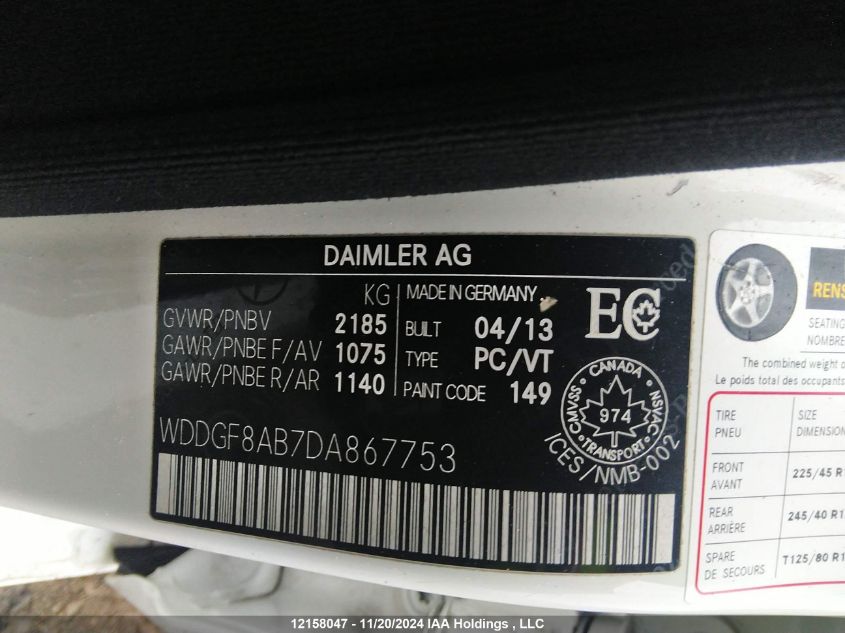 DAIMLER AG
KG
GVWR/PNBV 2185
GAWR/PNBE F/AV 1075
GAWR/PNBE R/AR 1140
MADE IN GERMANY
BUILT 04/13
TYPE PC/VT
PAINT CODE 149
EC
CANADA
CMVSS 974 NSVAC
TRANSPORT
ICES/NMB-002
WDDGF8AB7DA867753
RENS
SEATING
NOMBRE
The combined weight o
Le poids total des occupants
TIRE SIZE
PNEU DIMENSION
FRONT 225/45 R1
AVANT
REAR 245/40 R1
ARRIÈRE
SPARE T125/80 R1
DE SECOURS
12158047 - 11/20/2024 IAA Holdings , LLC